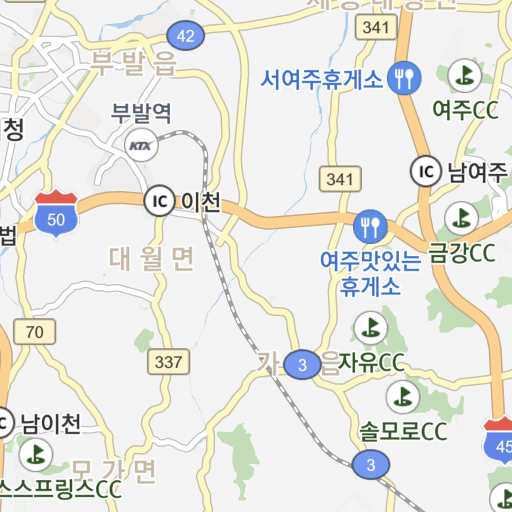 42
341
부발읍
서여주휴게소
여주CC
부발역
KTX
청
IC
남여주
341
IC
이천
50
법
금강CC
여주맛있는
휴게소
대월면
70
337
3
읍
자유CC
솔모로CC
남이천
45
3
모가면
스스프링스CC